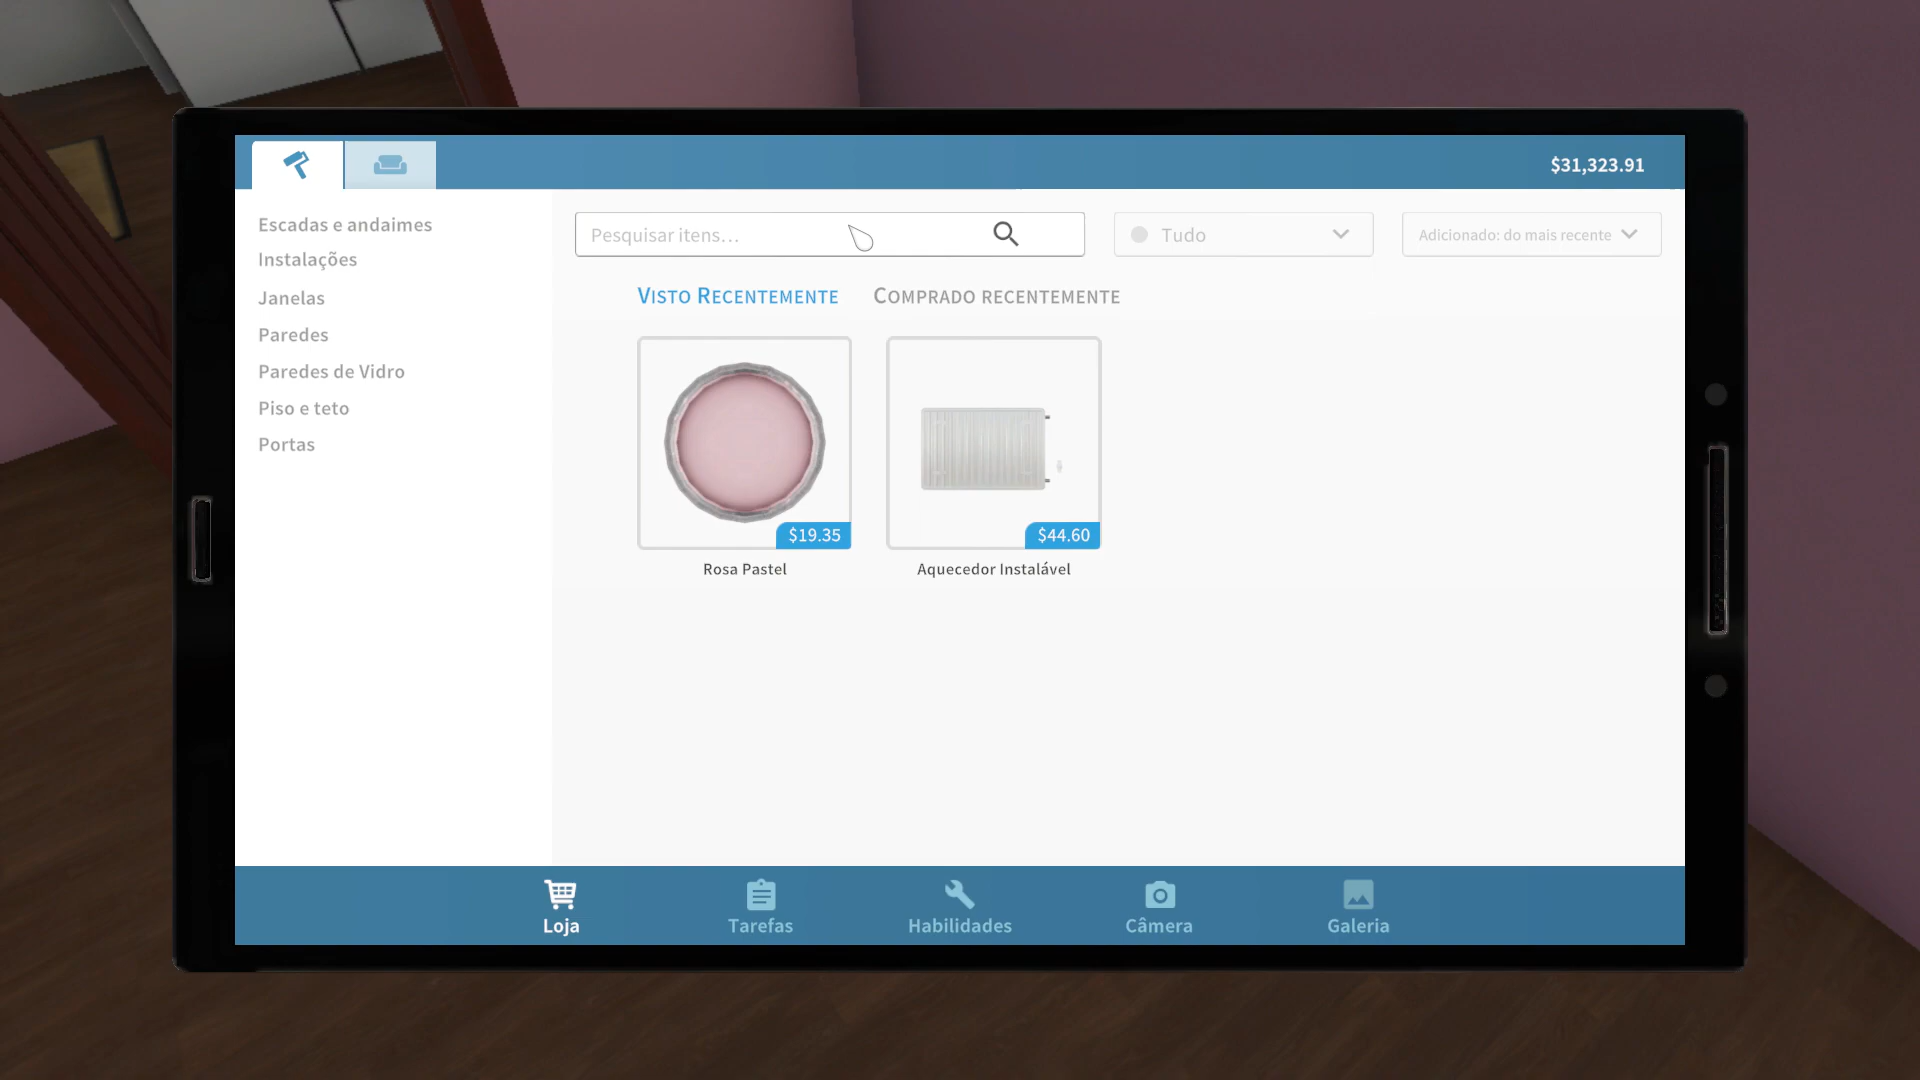 $31,323.91
Escadas e andaimes
Instalações
Janelas
Paredes
Paredes de Vidro
Piso e teto
Portas
Pesquisar itens...
Tudo
Adicionado: do mais recente
Visto Recentemente
Comprado recentemente
$19.35
Rosa Pastel
$44.60
Aquecedor Instalável
Loja
Tarefas
Habilidades
Câmera
Galeria